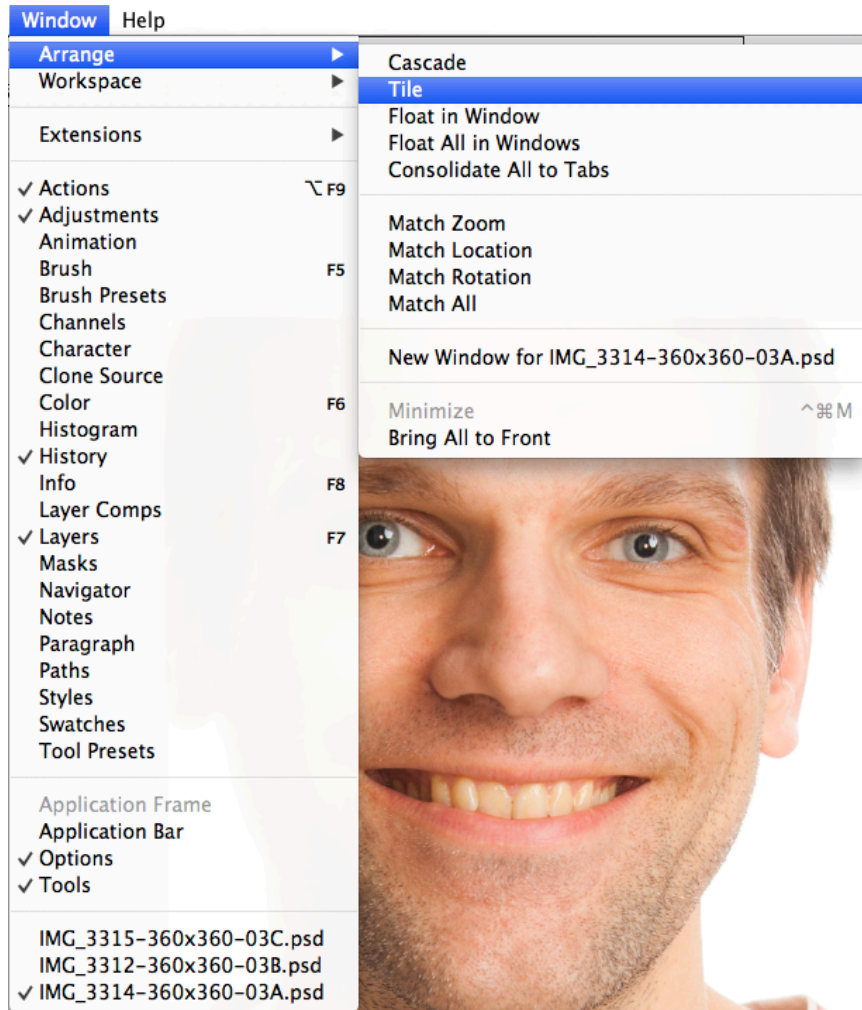 Window Help
Arrange
Workspace
Extensions
✓ Actions ⌥ F9
✓ Adjustments
Animation
Brush F5
Brush Presets
Channels
Character
Clone Source
Color F6
Histogram
✓ History
Info F8
Layer Comps
✓ Layers F7
Masks
Navigator
Notes
Paragraph
Paths
Styles
Swatches
Tool Presets
Application Frame
Application Bar
✓ Options
✓ Tools
IMG_3315-360x360-03C.psd
IMG_3312-360x360-03B.psd
✓ IMG_3314-360x360-03A.psd
Cascade
Tile
Float in Window
Float All in Windows
Consolidate All to Tabs
Match Zoom
Match Location
Match Rotation
Match All
New Window for IMG_3314-360x360-03A.psd
Minimize ^⌘M
Bring All to Front